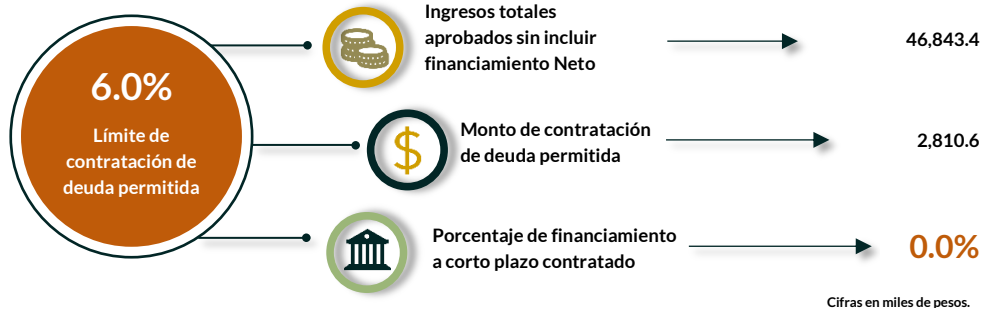 6.0%
Límite de
contratación de
deuda permitida
Ingresos totales
aprobados sin incluir
financiamiento Neto
46,843.4
$
Monto de contratación
de deuda permitida
2,810.6
Porcentaje de financiamiento
a corto plazo contratado
0.0%
Cifras en miles de pesos.